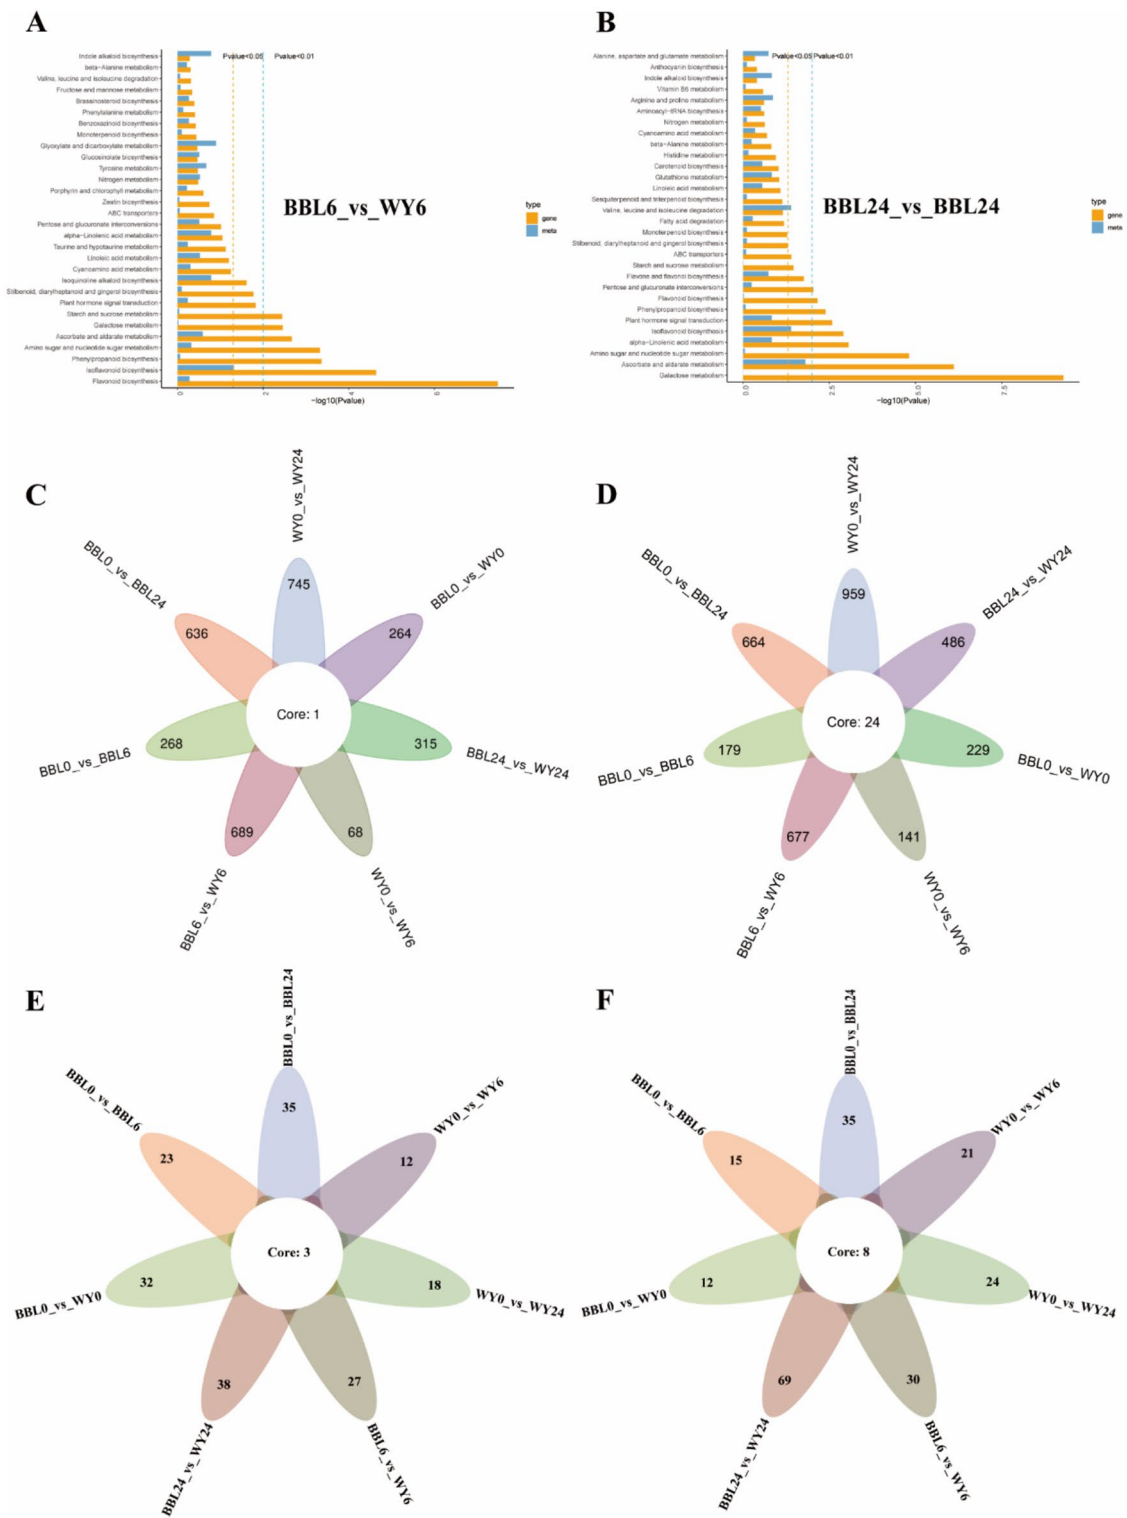 A
Indole alkaloid biosynthesis
beta-Alanine metabolism
Valine, leucine and isoleucine degradation
Fructose and mannose metabolism
Brassinosteroid biosynthesis
Phenylalanine metabolism
Benzoxazinoid biosynthesis
Monoterpenoid biosynthesis
Glyoxylate and dicarboxylate metabolism
Glucosinolate biosynthesis
Tyrosine metabolism
Nitrogen metabolism
Porphyrin and chlorophyll metabolism
Zeatin biosynthesis
ABC transporters
Pentose and glucuronate interconversions
alpha-Linolenic acid metabolism
Taurine and hypotaurine metabolism
Linoleic acid metabolism
Cyanoamino acid metabolism
Isoquinoline alkaloid biosynthesis
Stilbenoid, diarylheptanoid and gingerol biosynthesis
Plant hormone signal transduction
Starch and sucrose metabolism
Galactose metabolism
Ascorbate and aldarate metabolism
Amino sugar and nucleotide sugar metabolism
Phenylpropanoid biosynthesis
Isoflavonoid biosynthesis
Flavonoid biosynthesis
Pvalue<0.05
Pvalue<0.01
BBL6_vs_WY6
type
gene
meta
0
2
4
6
−log10(Pvalue)
B
Alanine, aspartate and glutamate metabolism
Anthocyanin biosynthesis
Indole alkaloid biosynthesis
Vitamin B6 metabolism
Arginine and proline metabolism
Aminoacyl-tRNA biosynthesis
Nitrogen metabolism
Cyanoamino acid metabolism
beta-Alanine metabolism
Histidine metabolism
Carotenoid biosynthesis
Glutathione metabolism
Linoleic acid metabolism
Sesquiterpenoid and triterpenoid biosynthesis
Valine, leucine and isoleucine degradation
Fatty acid degradation
Monoterpenoid biosynthesis
Stilbenoid, diarylheptanoid and gingerol biosynthesis
ABC transporters
Starch and sucrose metabolism
Flavone and flavonol biosynthesis
Pentose and glucuronate interconversions
Flavonoid biosynthesis
Phenylpropanoid biosynthesis
Plant hormone signal transduction
Isoflavonoid biosynthesis
alpha-Linolenic acid metabolism
Amino sugar and nucleotide sugar metabolism
Ascorbate and aldarate metabolism
Galactose metabolism
Pvalue<0.05
Pvalue<0.01
BBL24_vs_BBL24
type
gene
meta
0.0
2.5
5.0
7.5
−log10(Pvalue)
C
WY0_vs_WY24
745
BBL0_vs_WY0
264
BBL24_vs_WY24
315
WY0_vs_WY6
68
BBL6_vs_WY6
689
BBL0_vs_BBL6
268
BBL0_vs_BBL24
636
Core: 1
D
WY0_vs_WY24
959
BBL24_vs_WY24
486
BBL0_vs_WY0
229
WY0_vs_WY6
141
BBL6_vs_WY6
677
BBL0_vs_BBL6
179
BBL0_vs_BBL24
664
Core: 24
E
BBL0_vs_BBL24
35
WY0_vs_WY6
12
WY0_vs_WY24
18
BBL6_vs_WY6
27
BBL24_vs_WY24
38
BBL0_vs_WY0
32
BBL0_vs_BBL6
23
Core: 3
F
BBL0_vs_BBL24
35
WY0_vs_WY6
21
WY0_vs_WY24
24
BBL6_vs_WY6
30
BBL24_vs_WY24
69
BBL0_vs_WY0
12
BBL0_vs_BBL6
15
Core: 8